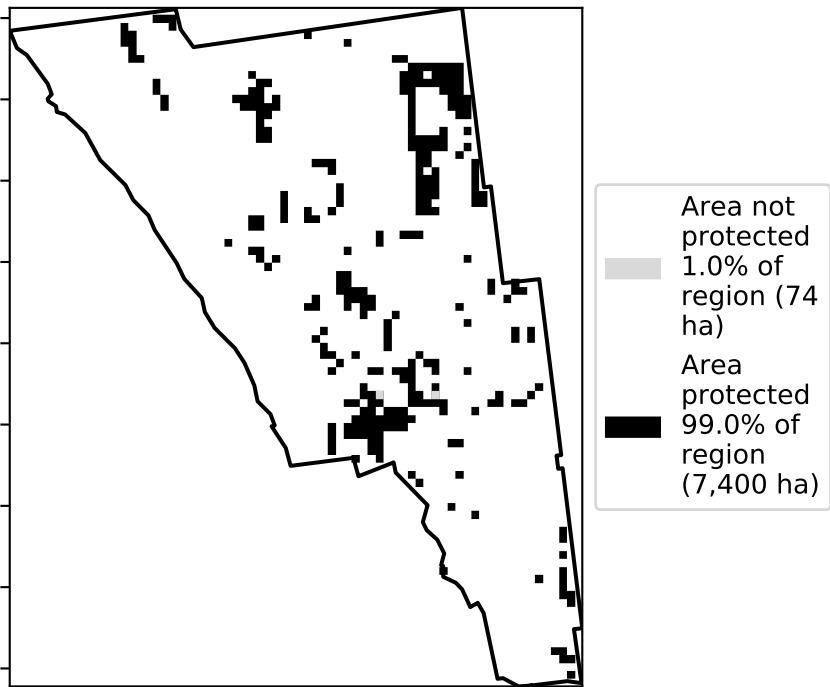 Area not
protected
1.0% of
region (74
ha)
Area
protected
99.0% of
region
(7,400 ha)